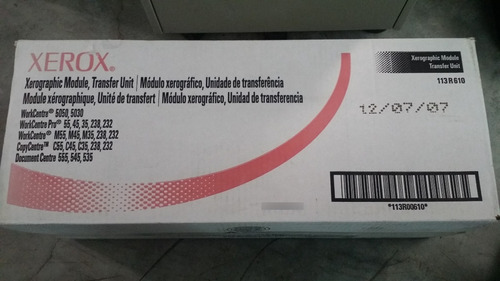 XEROX®
Xerographic Module, Transfer Unit | Módulo xerográfico, Unidade de transferência
Module xérographique, Unité de transfert | Módulo xerográfico, Unidad de transferencia
WorkCentre® 5050, 5030
WorkCentre Pro® 55, 45, 35, 238, 232
WorkCentre® M55, M45, M35, 238, 232
CopyCentre™ C55, C45, C35, 238, 232
Document Centre 555, 545, 535
Xerographic Module
Transfer Unit
113R610
12/07/07
*113R00610*